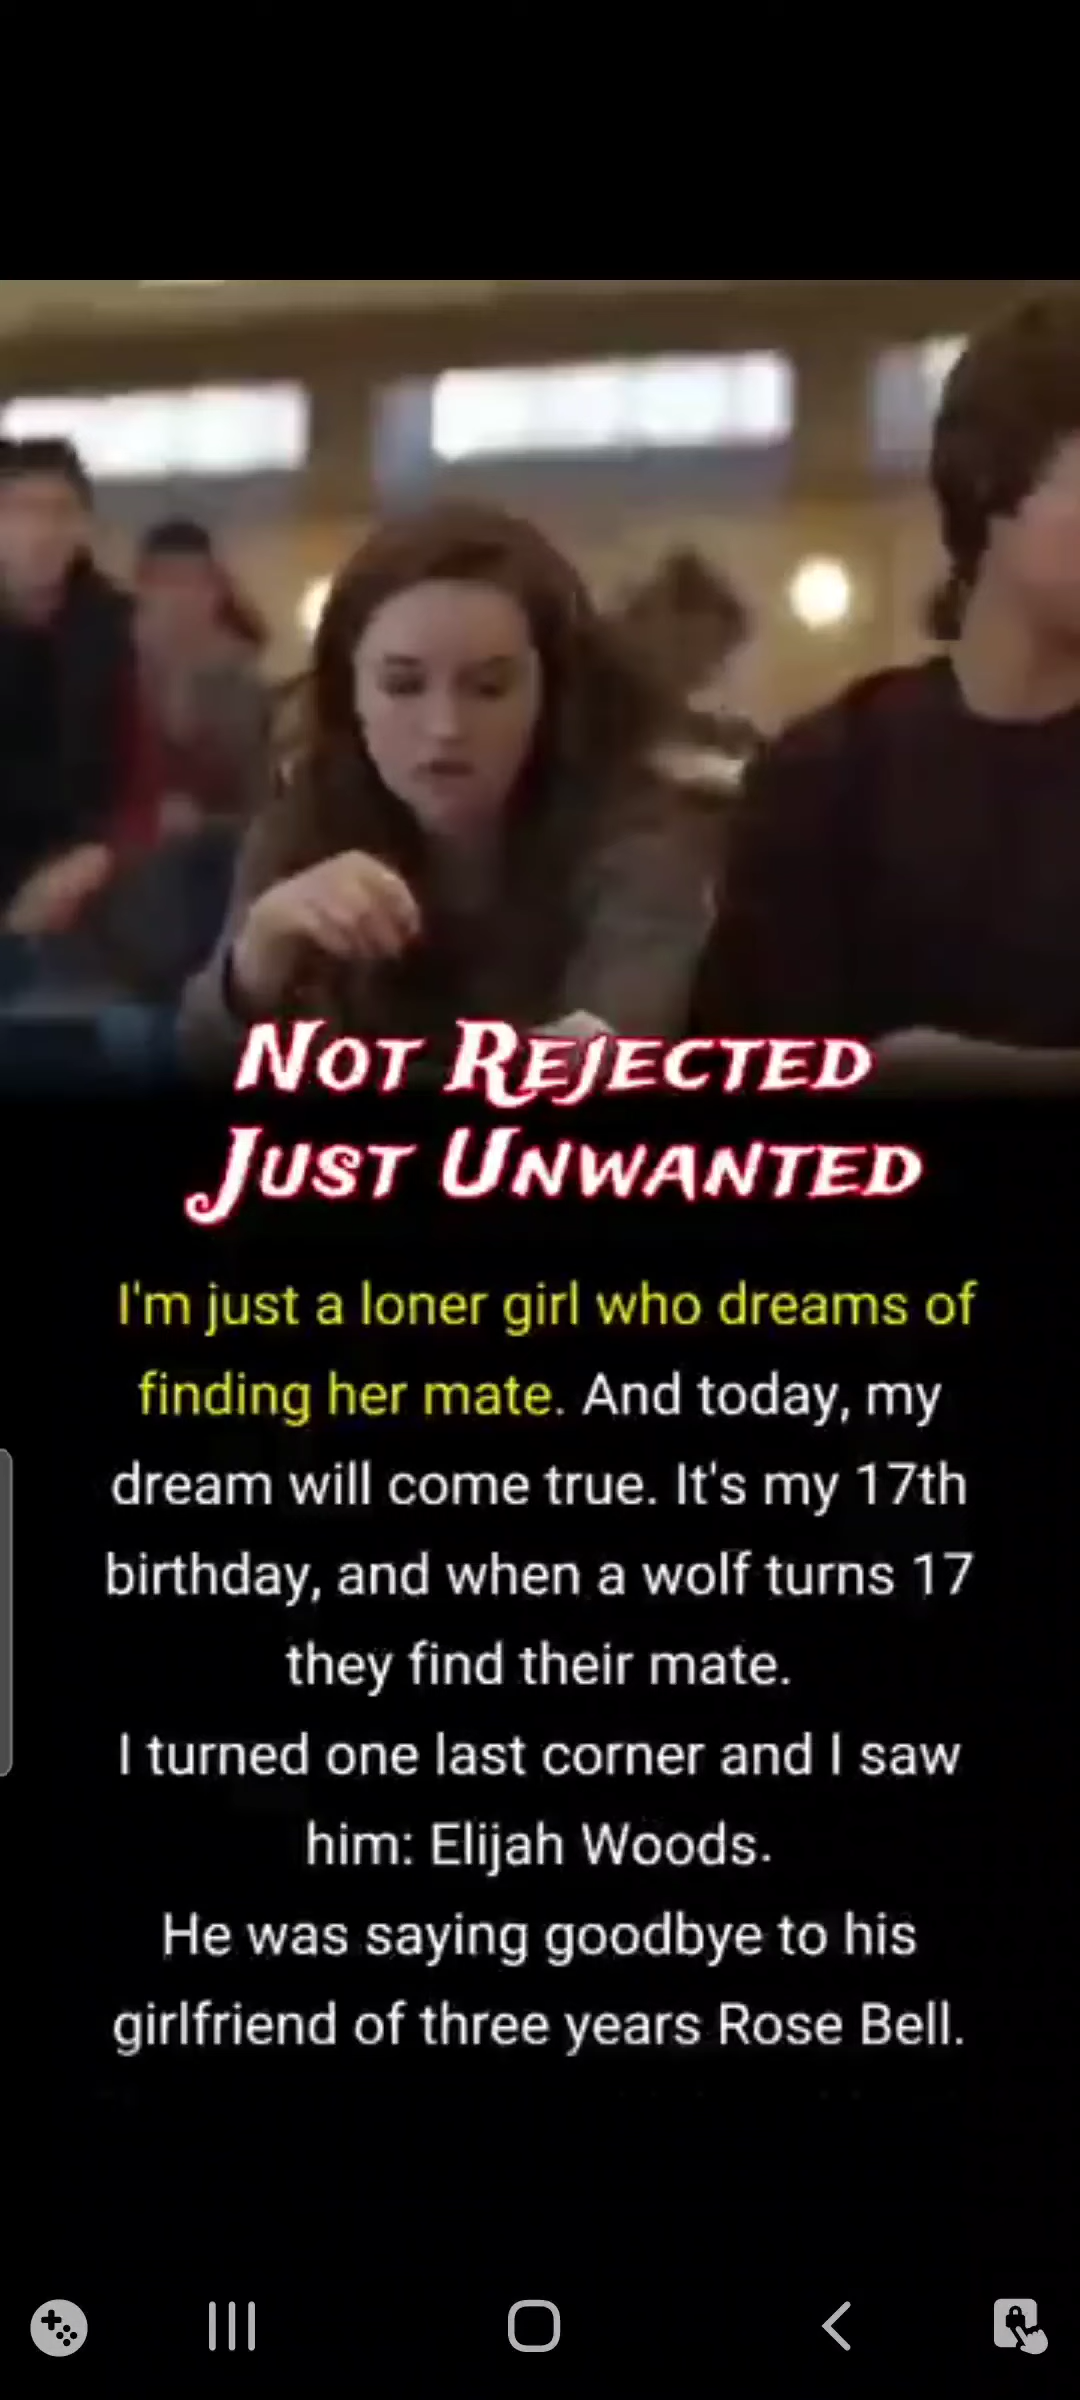 NOT REJECTED
JUST UNWANTED
I'm just a loner girl who dreams of
finding her mate. And today, my
dream will come true. It's my 17th
birthday, and when a wolf turns 17
they find their mate.
I turned one last corner and I saw
him: Elijah Woods.
He was saying goodbye to his
girlfriend of three years Rose Bell.